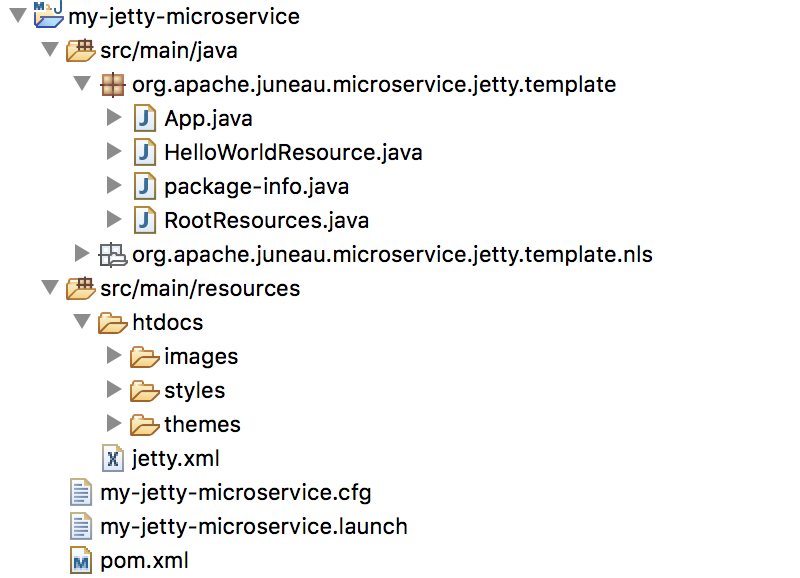 my-jetty-microservice
src/main/java
org.apache.juneau.microservice.jetty.template
App.java
HelloWorldResource.java
package-info.java
RootResources.java
org.apache.juneau.microservice.jetty.template.nls
src/main/resources
htdocs
images
styles
themes
jetty.xml
my-jetty-microservice.cfg
my-jetty-microservice.launch
pom.xml